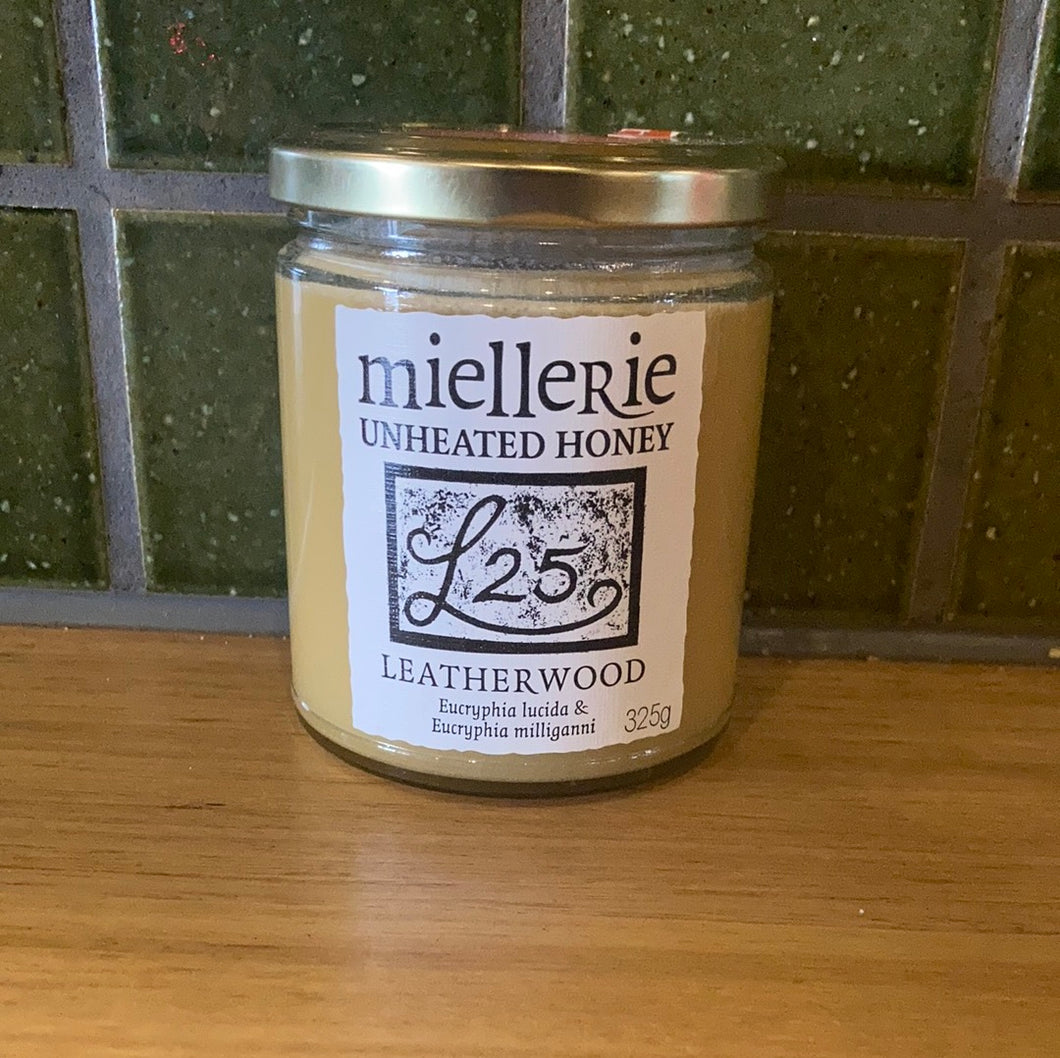 miellerie
UNHEATED HONEY
L25
LEATHERWOOD
Eucryphia lucida &
Eucryphia milliganni
325g